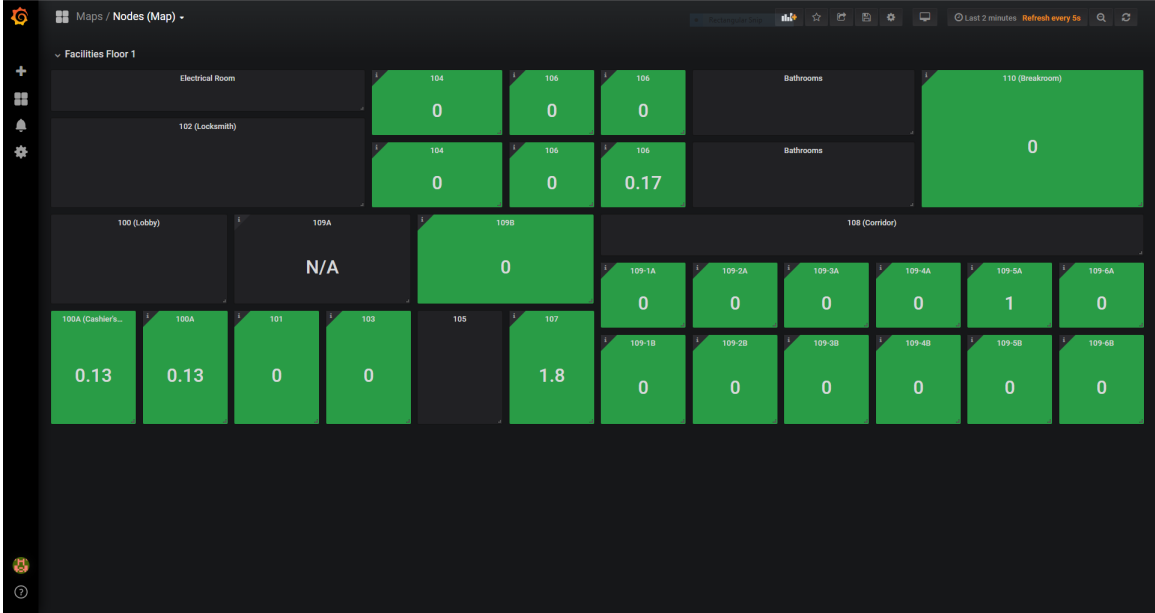 Maps / Nodes (Map)
Last 2 minutes Refresh every 5s
Facilities Floor 1
Electrical Room
104
0
106
0
106
0
Bathrooms
110 (Breakroom)
0
102 (Locksmith)
104
0
106
0
106
0.17
Bathrooms
100 (Lobby)
109A
N/A
109B
0
108 (Corridor)
109-1A
0
109-2A
0
109-3A
0
109-4A
0
109-5A
1
109-6A
0
100A (Cashier's...
0.13
100A
0.13
101
0
103
0
105
107
1.8
109-1B
0
109-2B
0
109-3B
0
109-4B
0
109-5B
0
109-6B
0